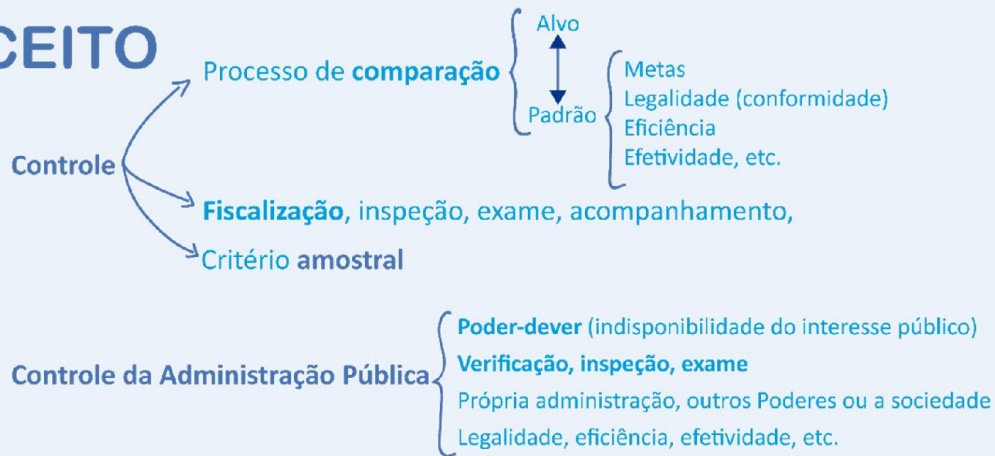 CEITO
Controle
Processo de comparação
Alvo
Padrão
Metas
Legalidade (conformidade)
Eficiência
Efetividade, etc.
Fiscalização, inspeção, exame, acompanhamento,
Critério amostral
Controle da Administração Pública
Poder-dever (indisponibilidade do interesse público)
Verificação, inspeção, exame
Própria administração, outros Poderes ou a sociedade
Legalidade, eficiência, efetividade, etc.